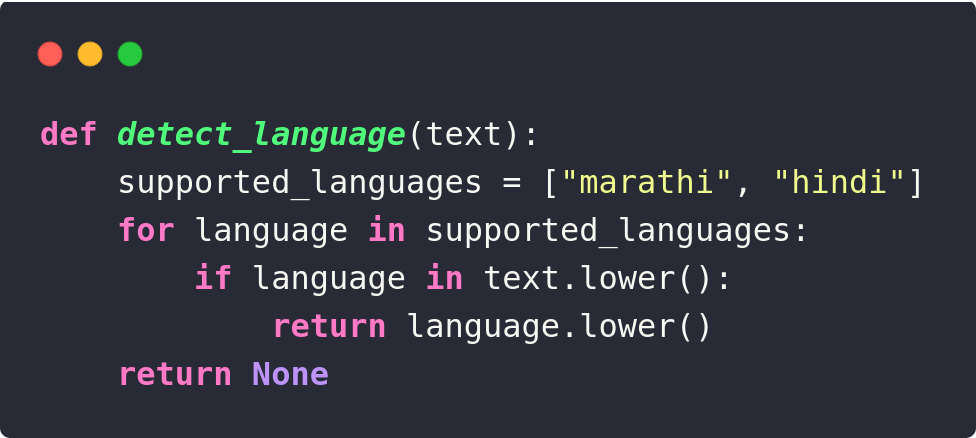 def detect_language(text):
    supported_languages = ["marathi", "hindi"]
    for language in supported_languages:
        if language in text.lower():
            return language.lower()
    return None